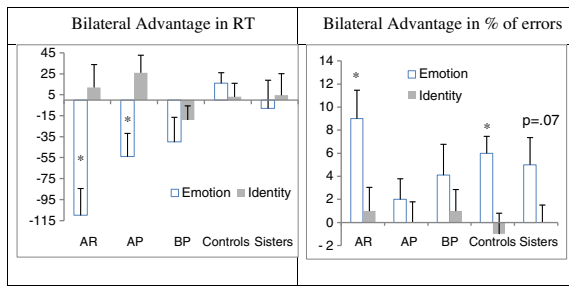 Bilateral Advantage in RT
45
25
5
-15
-35
-55
-75
-95
-115
*
*
Emotion Identity
AR AP BP Controls Sisters
Bilateral Advantage in % of errors
14
12
10
8
6
4
2
0
- 2
Emotion
Identity
*
*
p=.07
AR AP BP Controls Sisters